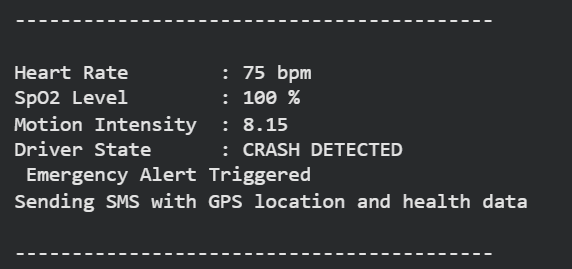 -------------------------------------------
Heart Rate        : 75 bpm
SpO2 Level        : 100 %
Motion Intensity  : 8.15
Driver State      : CRASH DETECTED
 Emergency Alert Triggered
Sending SMS with GPS location and health data
-------------------------------------------